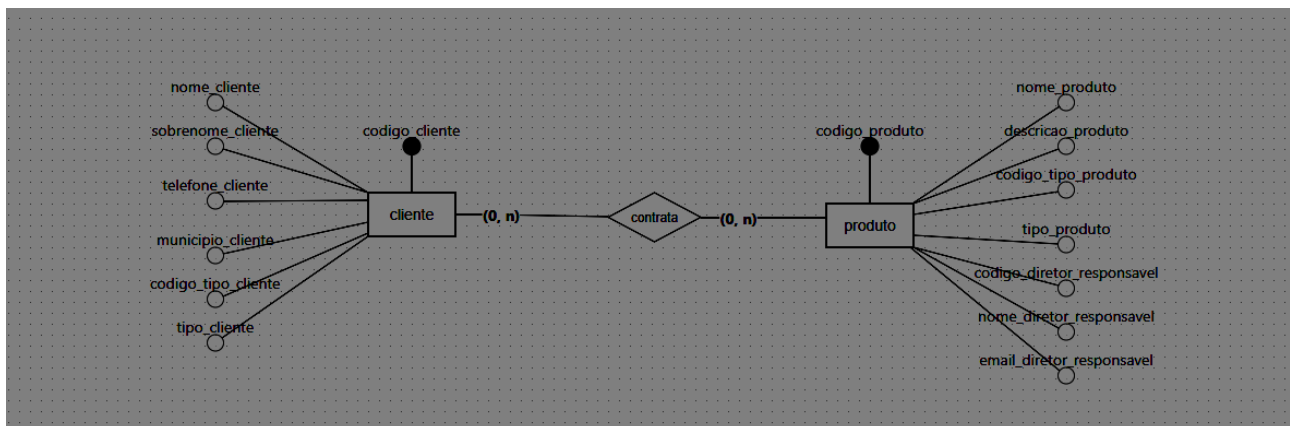 nome_cliente
sobrenome_cliente
telefone_cliente
municipio_cliente
codigo_tipo_cliente
tipo_cliente
codigo_cliente
cliente
(0, n)
contrata
(0, n)
codigo_produto
produto
nome_produto
descricao_produto
codigo_tipo_produto
tipo_produto
codigo_diretor_responsavel
nome_diretor_responsavel
email_diretor_responsavel